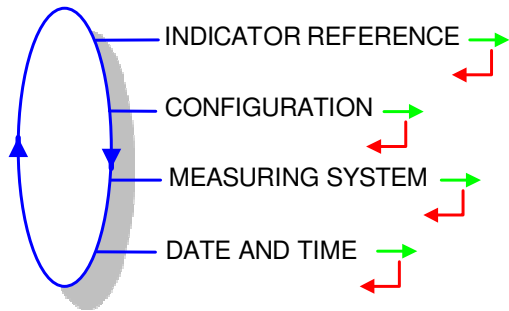 INDICATOR REFERENCE
CONFIGURATION
MEASURING SYSTEM
DATE AND TIME